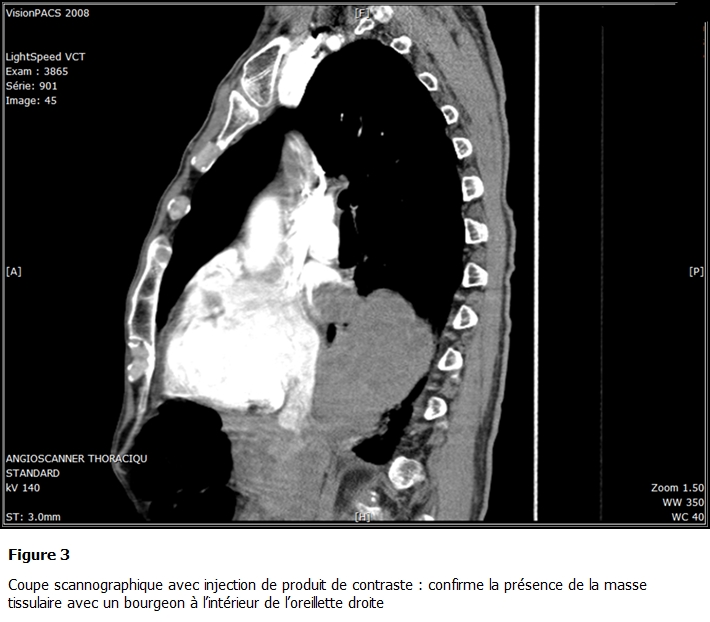 VisionPACS 2008
[F]
LightSpeed VCT
Exam : 3865
Série: 901
Image: 45
[A]
[P]
ANGIOSCANNER THORACIQU
STANDARD
kV 140
ST: 3.0mm
[H]
Zoom 1.50
WW 350
WC 40
Figure 3
Coupe scannographique avec injection de produit de contraste : confirme la présence de la masse
tissulaire avec un bourgeon à l’intérieur de l’oreillette droite